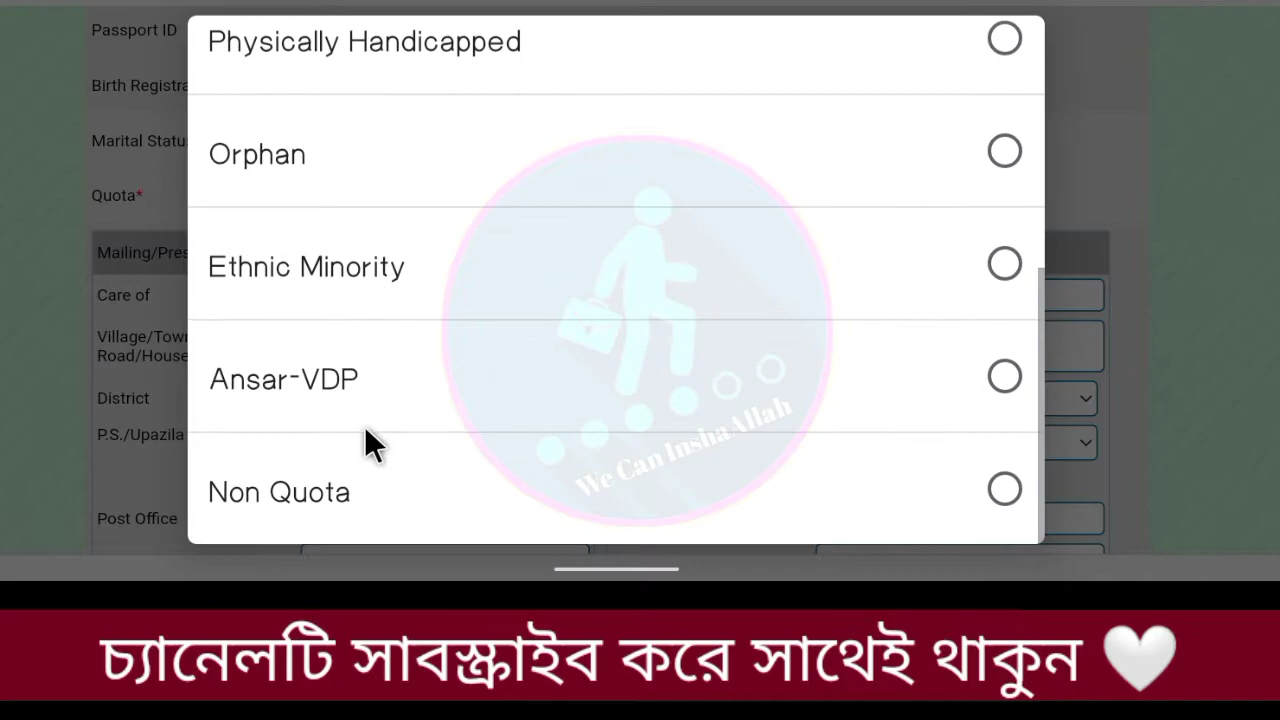 Passport ID
Physically Handicapped
Birth Registra
Marital Statu
Orphan
Quota*
Mailing/Pres
Ethnic Minority
Care of
Village/Town
Road/House
Ansar-VDP
District
P.S./Upazila
We Can InshaAllah
Non Quota
Post Office
চ্যানেলটি সাবস্ক্রাইব করে সাথেই থাকুন 🤍